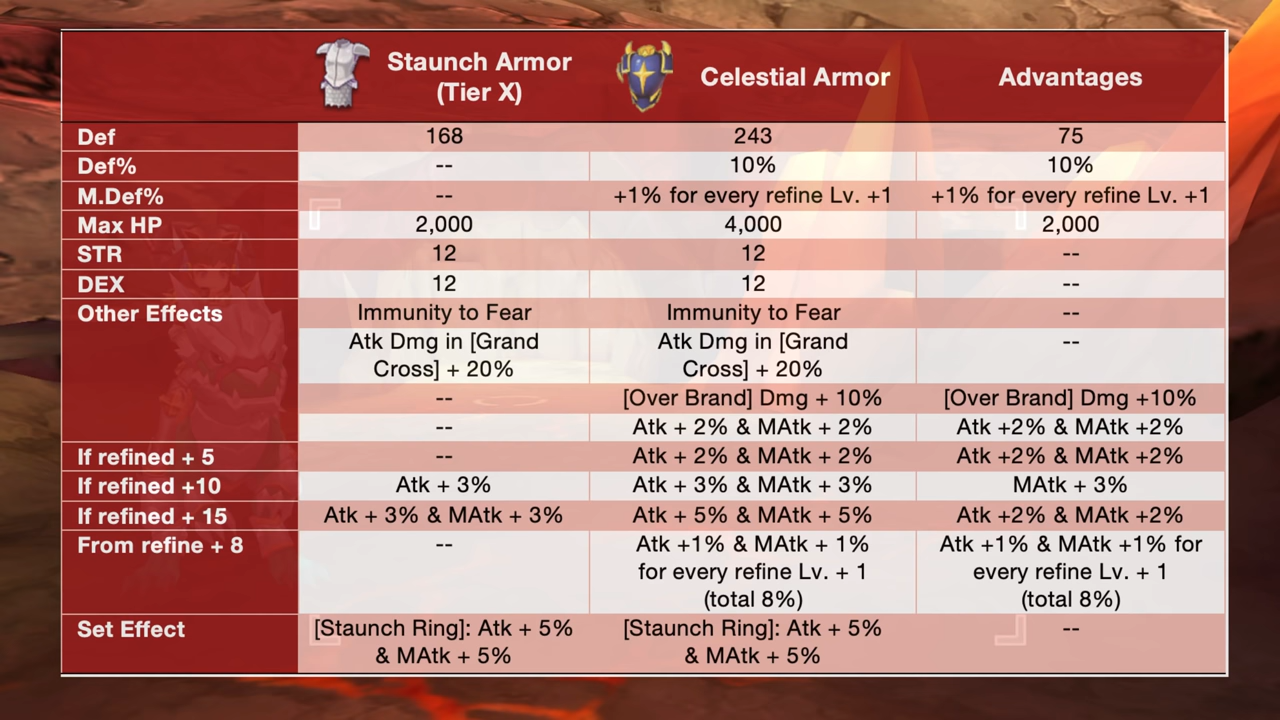 Staunch Armor
(Tier X)
Celestial Armor
Advantages
Def
168
243
75
Def%
--
10%
10%
M.Def%
--
+1% for every refine Lv. +1
+1% for every refine Lv. +1
Max HP
2,000
4,000
2,000
STR
12
12
--
DEX
12
12
--
Other Effects
Immunity to Fear
Immunity to Fear
--
Atk Dmg in [Grand
Cross] + 20%
Atk Dmg in [Grand
Cross] + 20%
--
--
[Over Brand] Dmg + 10%
[Over Brand] Dmg +10%
--
Atk + 2% & MAtk + 2%
Atk +2% & MAtk +2%
If refined + 5
--
Atk + 2% & MAtk + 2%
Atk +2% & MAtk +2%
If refined +10
Atk + 3%
Atk + 3% & MAtk + 3%
MAtk + 3%
If refined + 15
Atk + 3% & MAtk + 3%
Atk + 5% & MAtk + 5%
Atk +2% & MAtk +2%
From refine + 8
--
Atk +1% & MAtk + 1%
for every refine Lv. + 1
(total 8%)
Atk +1% & MAtk +1% for
every refine Lv. + 1
(total 8%)
Set Effect
[Staunch Ring]: Atk + 5%
& MAtk + 5%
[Staunch Ring]: Atk + 5%
& MAtk + 5%
--